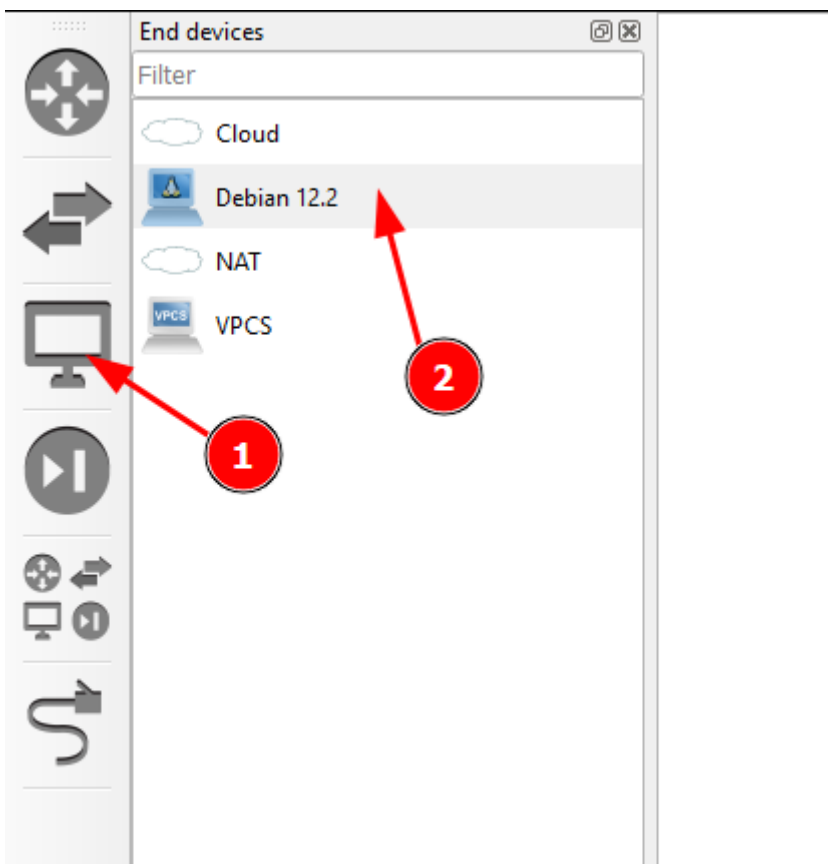 End devices
Filter
Cloud
Debian 12.2
NAT
VPCS
VPCS
2
1